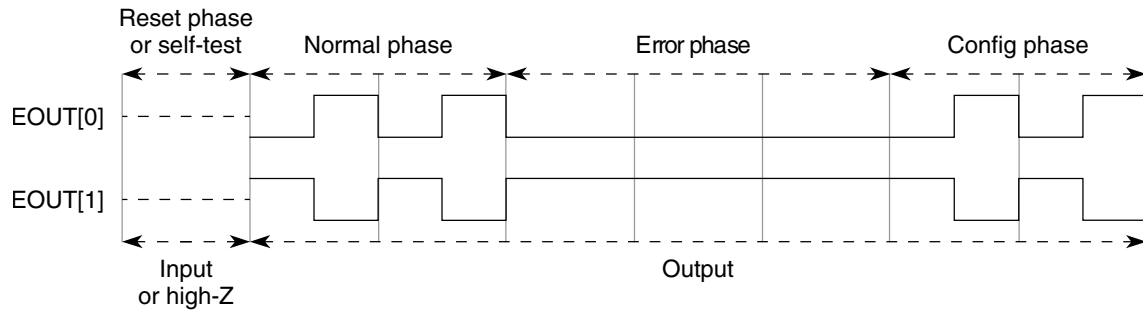 Reset phase
or self-test
Normal phase
Error phase
Config phase
EOUT[0]
EOUT[1]
Input
or high-Z
Output